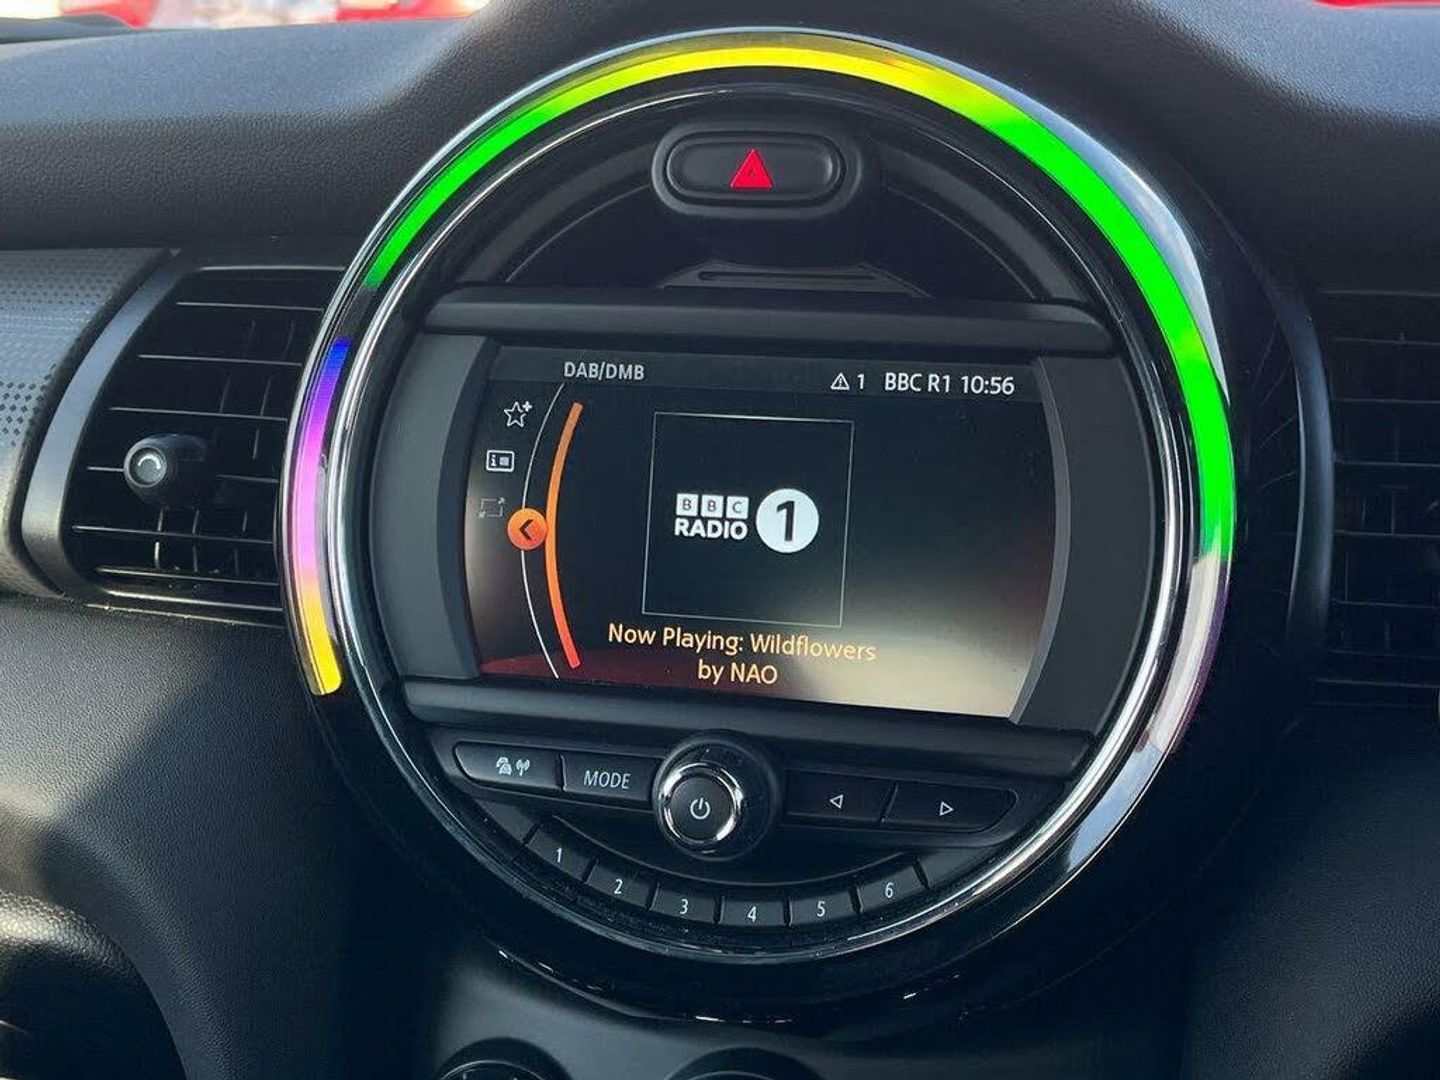 DAB/DMB
1 BBC R1 10:56
BBC
RADIO 1
Now Playing: Wildflowers
by NAO
MODE
1 2 3 4 5 6